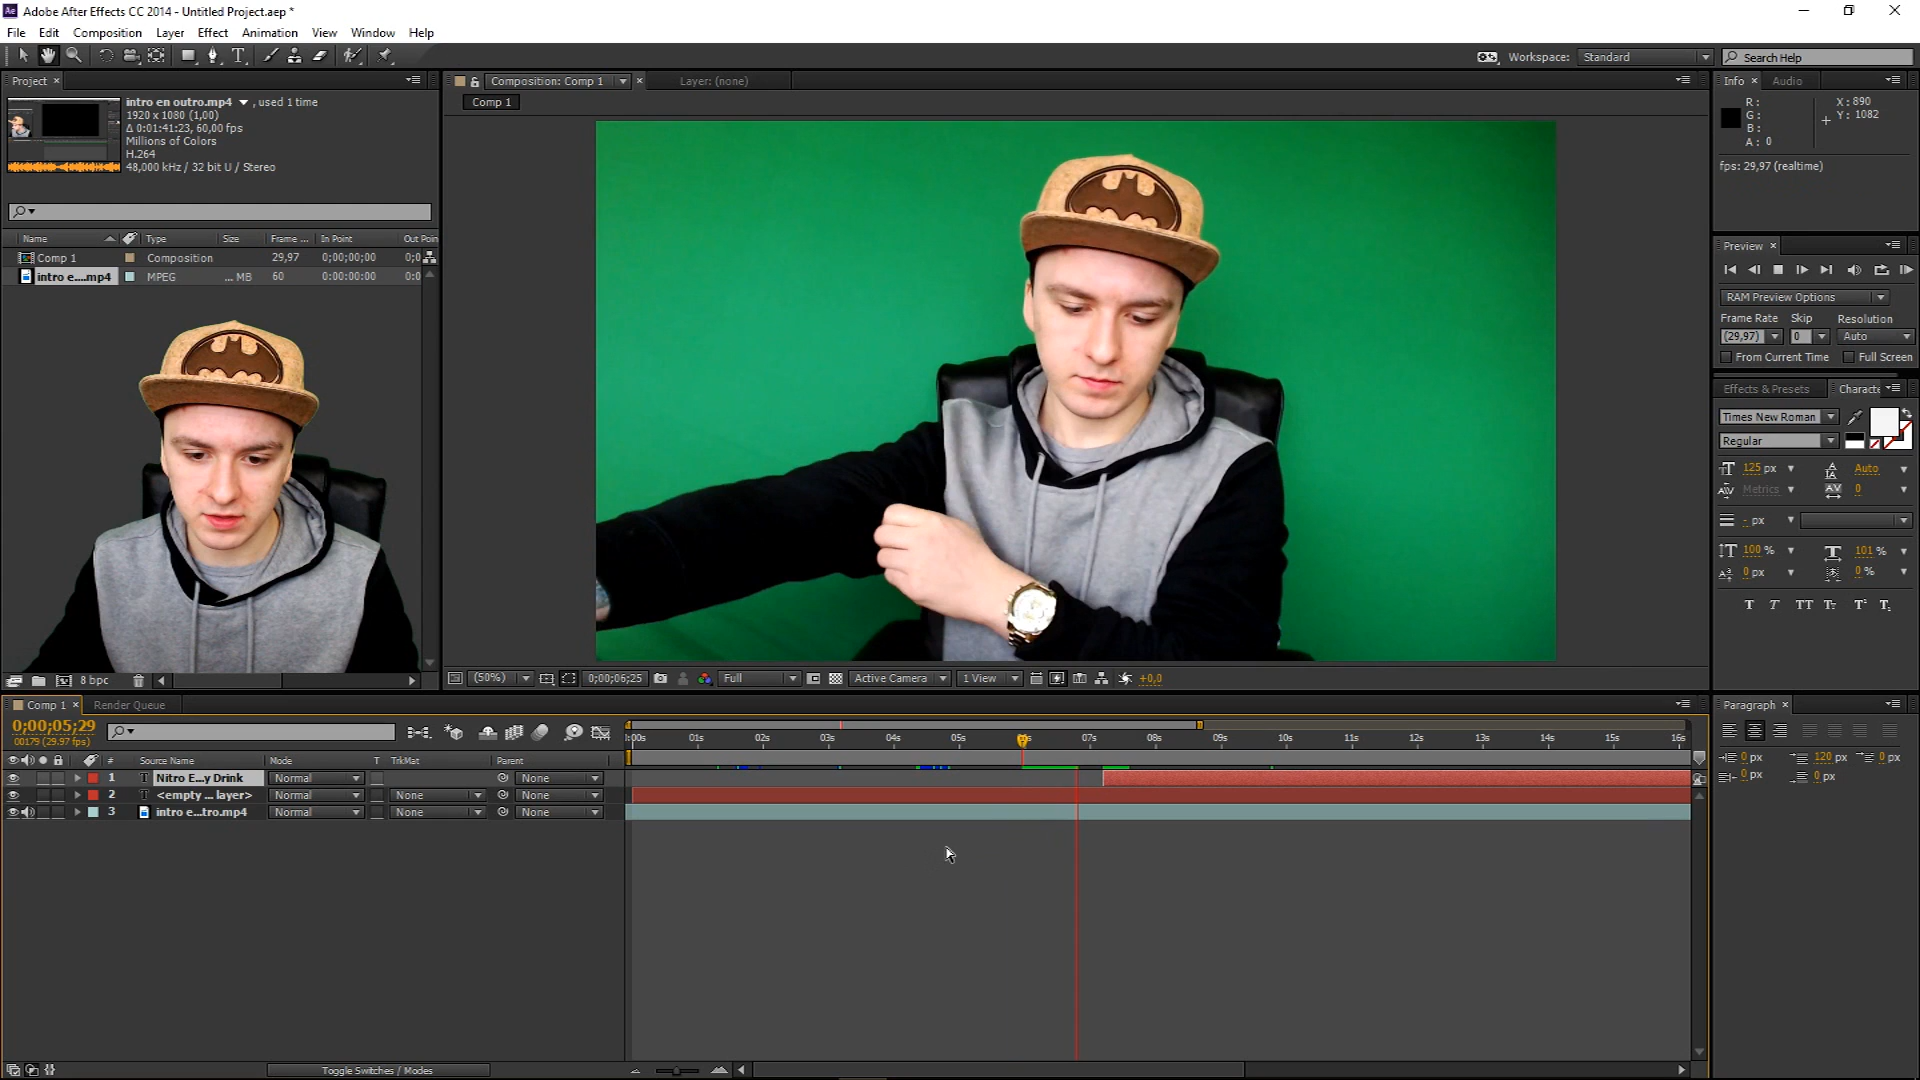 Adobe After Effects CC 2014 - Untitled Project.aep *
File Edit Composition Layer Effect Animation View Window Help
Workspace: Standard Search Help
Project × Composition: Comp 1 × Layer: (none) Info × Audio
Comp 1
intro en outro.mp4 ▼ , used 1 time
1920 x 1080 (1,00)
Δ 0:01:41:23, 60,00 fps
Millions of Colors
H.264
48,000 kHz / 32 bit U / Stereo
R:
G:
B:
A: 0
X: 890
Y: 1082
fps: 29,97 (realtime)
Name Type Size Frame ... In Point Out Poin
Comp 1 Composition 29,97 0;00;00;00 0;0
intro e....mp4 MPEG ... MB 60 0:00:00:00 0:0
Preview ×
RAM Preview Options
Frame Rate Skip Resolution
(29,97) 0 Auto
From Current Time Full Screen
Effects & Presets Characte
Times New Roman
Regular
125 px Auto
Metrics 0
- px
100 % 101 %
0 px 0 %
8 bpc
(50%) 0;00;06;25 Full Active Camera 1 View +0,0
Comp 1 × Render Queue
0;00;05;29
00179 (29.97 fps)
:00s 01s 02s 03s 04s 05s 07s 08s 09s 10s 11s 12s 13s 14s 15s 16s
# Source Name Mode T TrkMat Parent
1 T Nitro E...y Drink Normal None
2 T <empty ... layer> Normal None None
3 intro e...tro.mp4 Normal None None
Toggle Switches / Modes
Paragraph ×
0 px 120 px 0 px
0 px 0 px